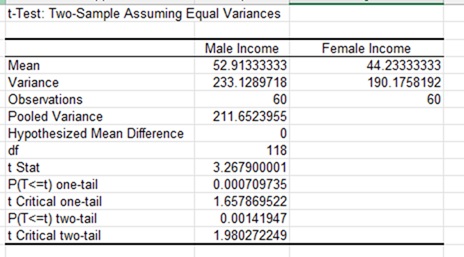 t-Test: Two-Sample Assuming Equal Variances
Male Income Female Income
Mean 52.91333333 44.23333333
Variance 233.1289718 190.1758192
Observations 60 60
Pooled Variance 211.6523955
Hypothesized Mean Difference 0
df 118
t Stat 3.267900001
P(T<=t) one-tail 0.000709735
t Critical one-tail 1.657869522
P(T<=t) two-tail 0.00141947
t Critical two-tail 1.980272249